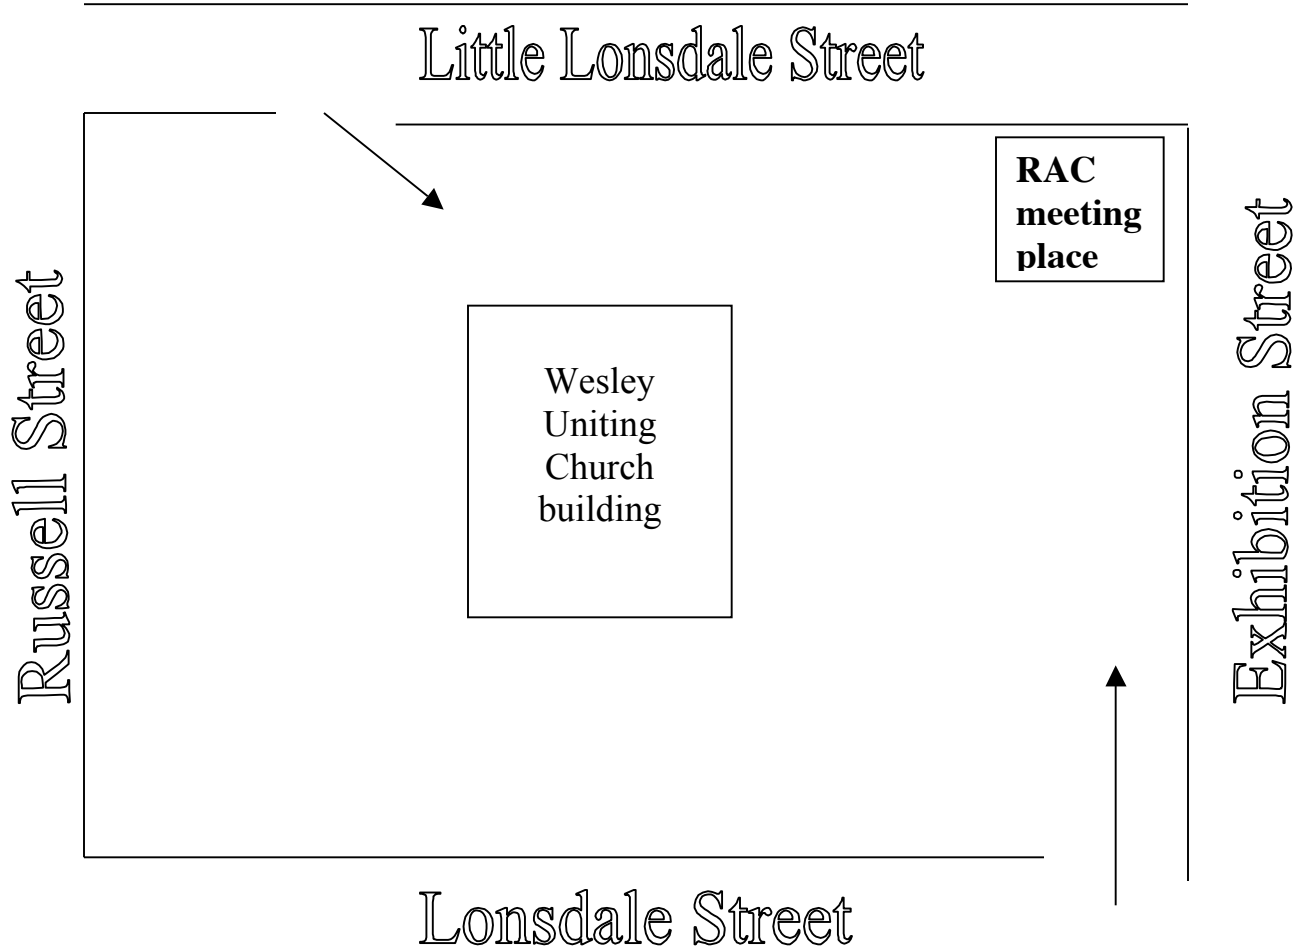 Little Lonsdale Street
RAC
meeting
place
Russell Street
Wesley
Uniting
Church
building
Exhibition Street
Lonsdale Street